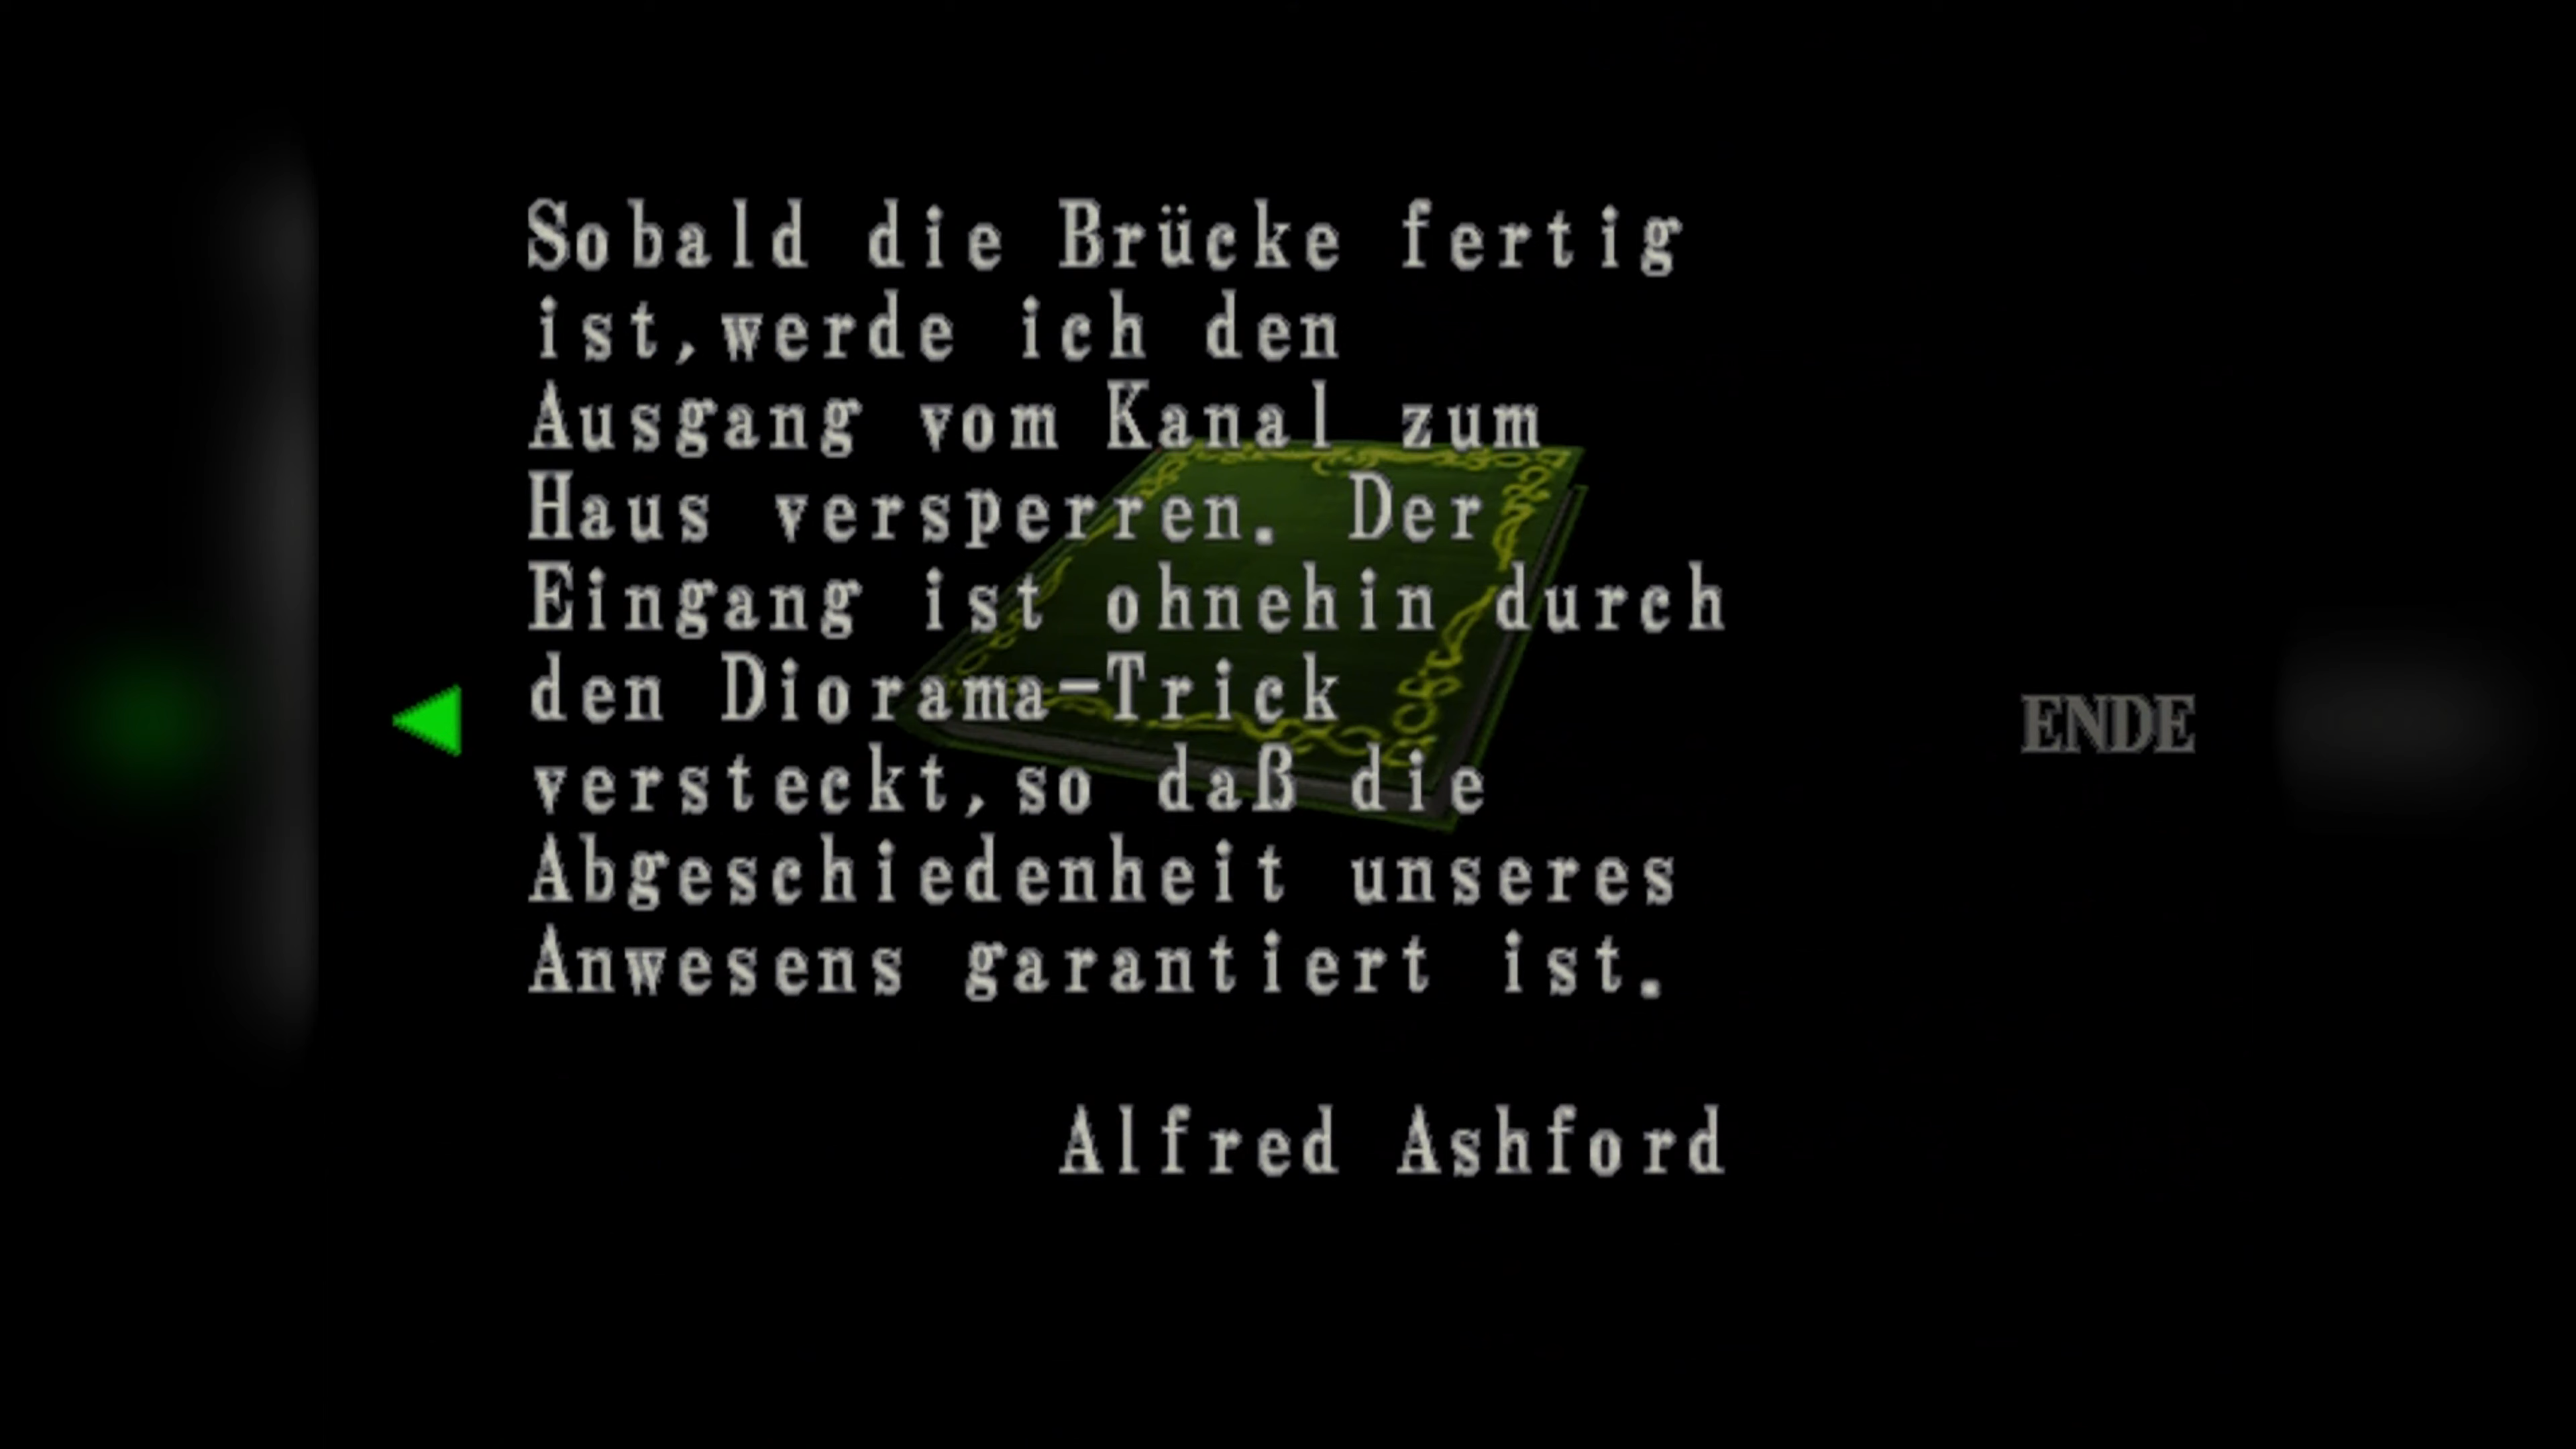 Sobald die Brücke fertig
ist,werde ich den
Ausgang vom Kanal zum
Haus versperren. Der
Eingang ist ohnehin durch
den Diorama-Trick
versteckt,so daß die
Abgeschiedenheit unseres
Anwesens garantiert ist.
Alfred Ashford
ENDE